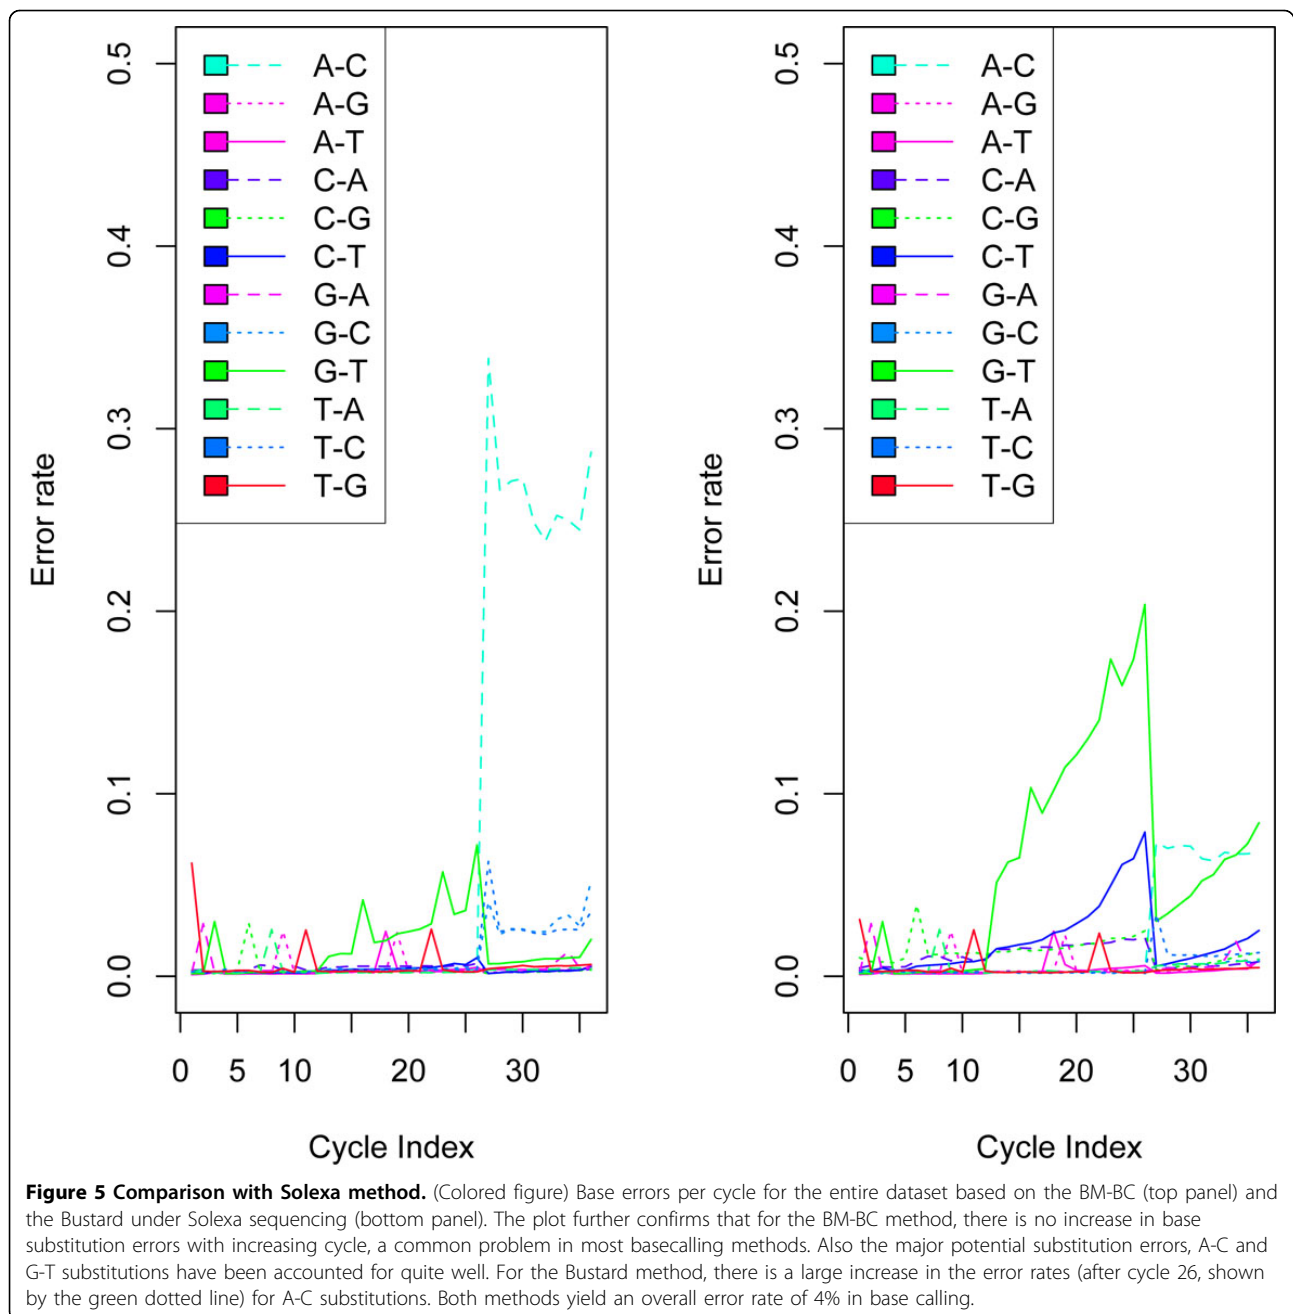 0.5
0.4
0.3
0.2
0.1
0.0
Error rate
A-C
A-G
A-T
C-A
C-G
C-T
G-A
G-C
G-T
T-A
T-C
T-G
0 5 10 20 30
Cycle Index
0.5
0.4
0.3
0.2
0.1
0.0
Error rate
A-C
A-G
A-T
C-A
C-G
C-T
G-A
G-C
G-T
T-A
T-C
T-G
0 5 10 20 30
Cycle Index
Figure 5 Comparison with Solexa method. (Colored figure) Base errors per cycle for the entire dataset based on the BM-BC (top panel) and
the Bustard under Solexa sequencing (bottom panel). The plot further confirms that for the BM-BC method, there is no increase in base
substitution errors with increasing cycle, a common problem in most basecalling methods. Also the major potential substitution errors, A-C and
G-T substitutions have been accounted for quite well. For the Bustard method, there is a large increase in the error rates (after cycle 26, shown
by the green dotted line) for A-C substitutions. Both methods yield an overall error rate of 4% in base calling.